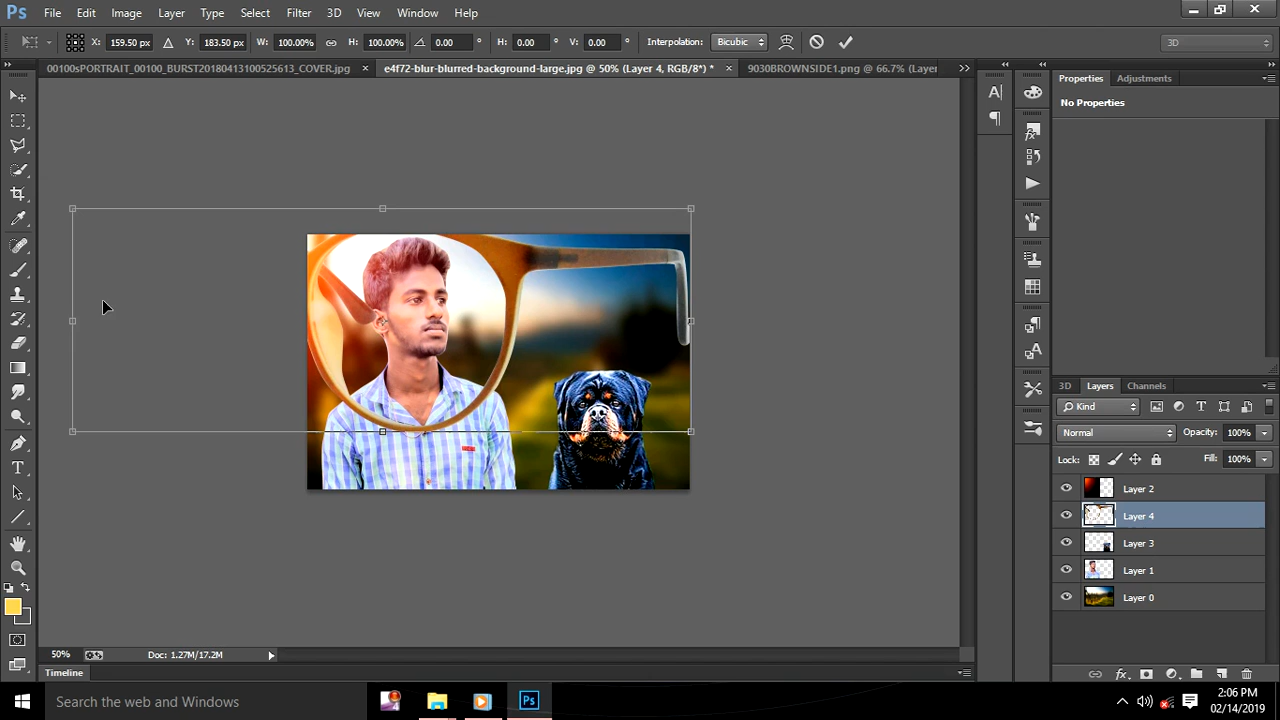 Ps File Edit Image Layer Type Select Filter 3D View Window Help
X: 159.50 px Y: 183.50 px W: 100.00% H: 100.00% 0.00 ° H: 0.00 ° V: 0.00 ° Interpolation: Bicubic 3D
00100sPORTRAIT_00100_BURST20180413100525613_COVER.jpg × e4f72-blur-blurred-background-large.jpg @ 50% (Layer 4, RGB/8*) * × 9030BROWNSIDE1.png @ 66.7% (Layer
Properties Adjustments
No Properties
3D Layers Channels
Kind
Normal Opacity: 100%
Lock: Fill: 100%
Layer 2
Layer 4
Layer 3
Layer 1
Layer 0
50% Doc: 1.27M/17.2M
Timeline
Search the web and Windows
Ps
2:06 PM
02/14/2019